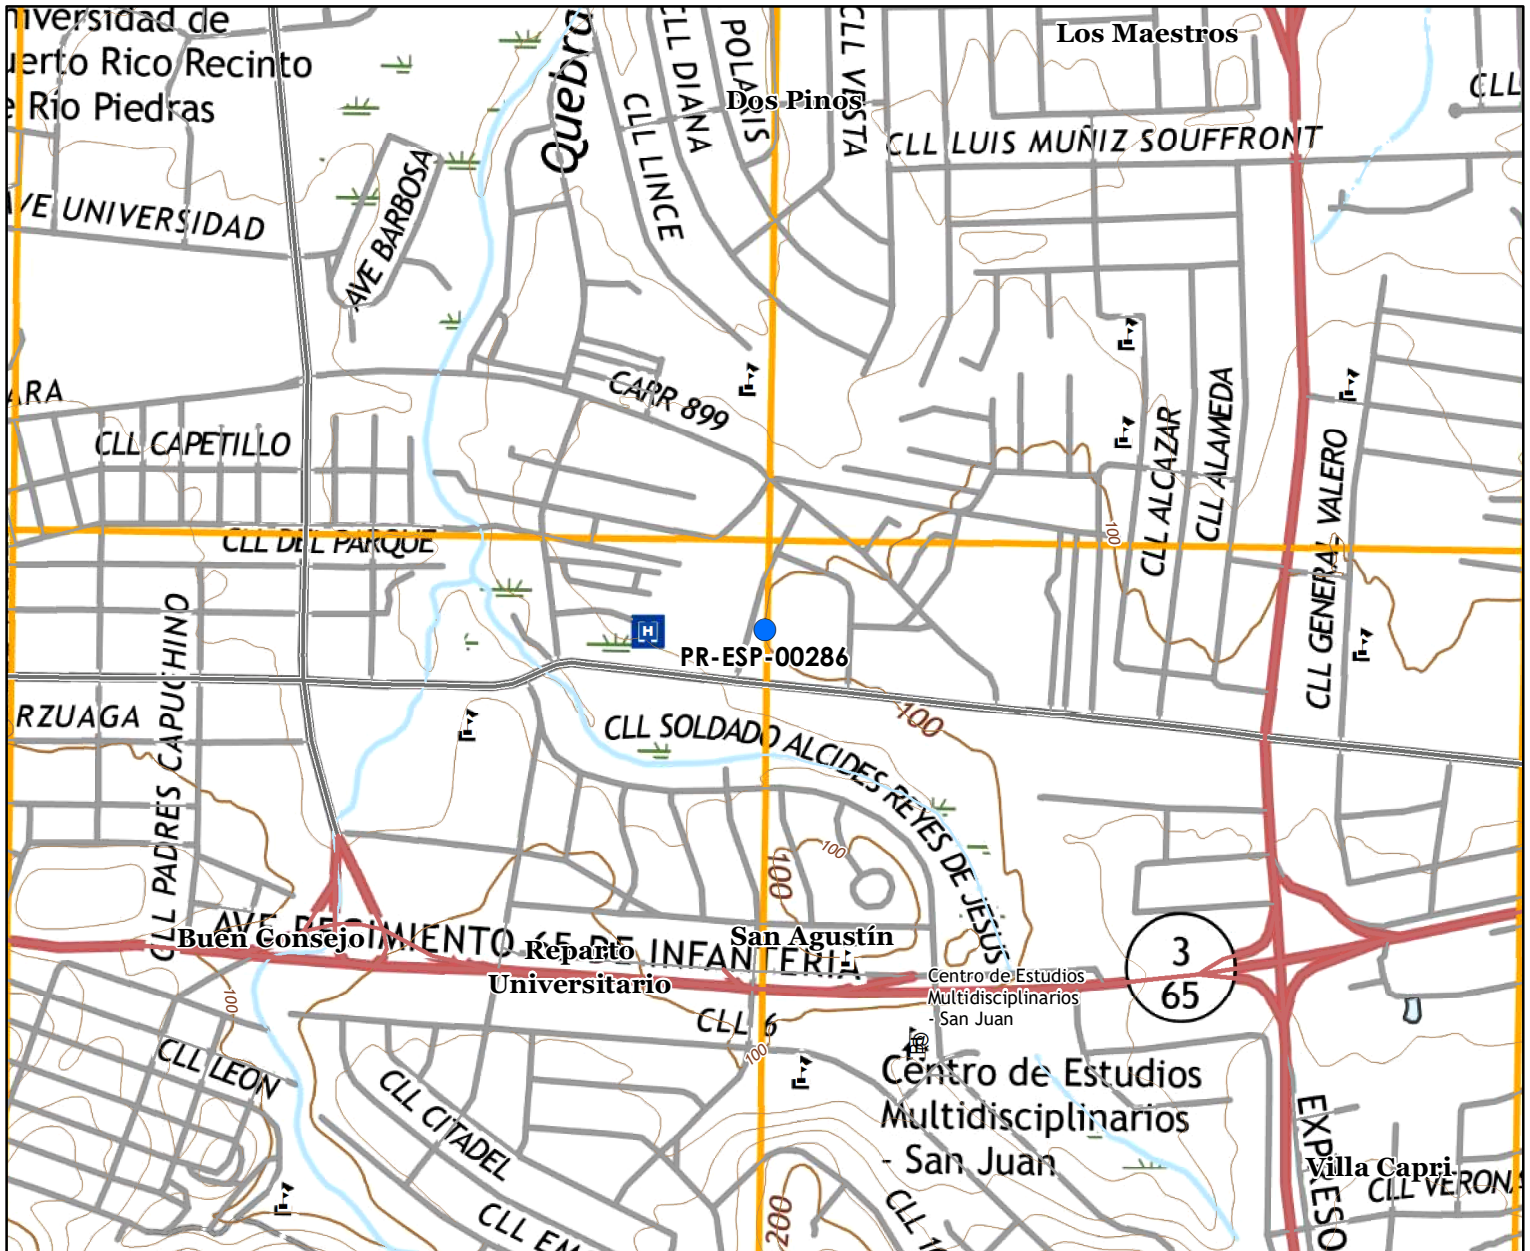 niversidad de
uerto Rico Recinto
e Río Piedras
Quebra
CLL DIANA
POLARIS
CLL VISTA
Los Maestros
CLL
Dos Pinos
CLL LINCE
CLL LUIS MUÑIZ SOUFFRONT
AVE UNIVERSIDAD
AVE BARBOSA
ARA
CARR 899
CLL CAPETILLO
CLL ALCAZAR
CLL ALAMEDA
CLL GENERAL VALERO
100
CLL DEL PARQUE
H
PR-ESP-00286
CLL PADRES CAPUCHINO
RZUAGA
CLL SOLDADO ALCIDES REYES DE JESUS
100
100
100
AVE REGIMIENTO 65 DE INFANTERIA
Buen Consejo
Reparto
Universitario
San Agustín
3
65
Centro de Estudios
Multidisciplinarios
- San Juan
100
CLL 6
100
CLL LEON
CLL CITADEL
Centro de Estudios
Multidisciplinarios
- San Juan
EXPRESO
Villa Capri
CLL VERONA
CLL EM
200
CLL 1